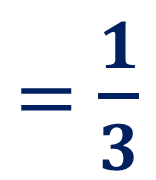 = 1/3